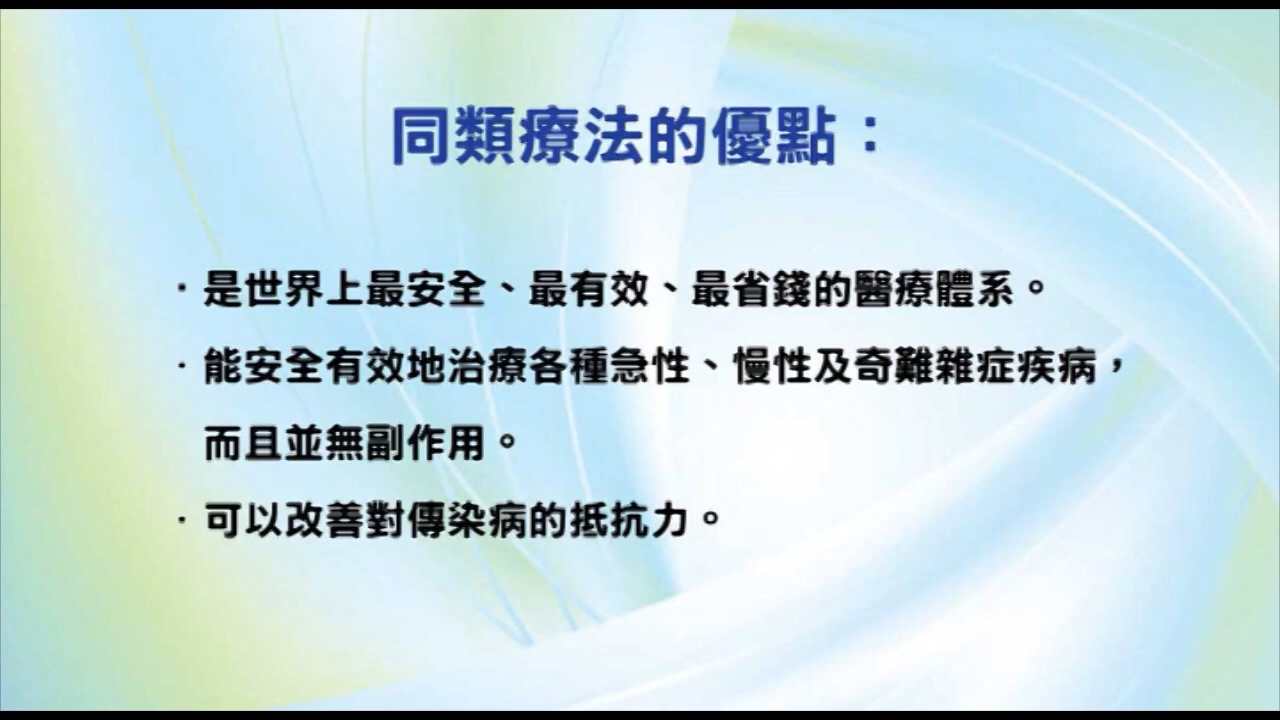 同類療法的優點：
· 是世界上最安全、最有效、最省錢的醫療體系。
· 能安全有效地治療各種急性、慢性及奇難雜症疾病，
而且並無副作用。
· 可以改善對傳染病的抵抗力。